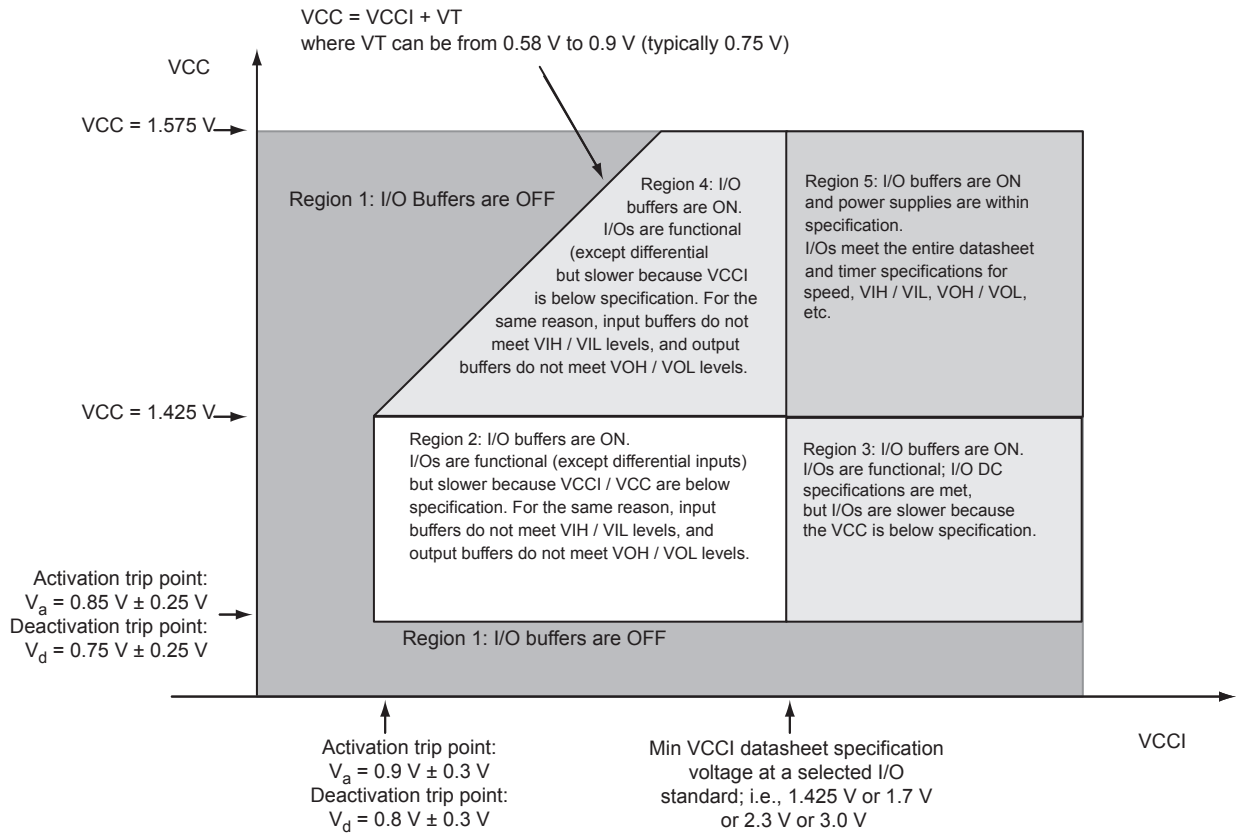 VCC = VCCI + VT
where VT can be from 0.58 V to 0.9 V (typically 0.75 V)
VCC
VCC = 1.575 V
Region 1: I/O Buffers are OFF
Region 4: I/O
buffers are ON.
I/Os are functional
(except differential
but slower because VCCI
is below specification. For the
same reason, input buffers do not
meet VIH / VIL levels, and output
buffers do not meet VOH / VOL levels.
Region 5: I/O buffers are ON
and power supplies are within
specification.
I/Os meet the entire datasheet
and timer specifications for
speed, VIH / VIL, VOH / VOL,
etc.
VCC = 1.425 V
Region 2: I/O buffers are ON.
I/Os are functional (except differential inputs)
but slower because VCCI / VCC are below
specification. For the same reason, input
buffers do not meet VIH / VIL levels, and
output buffers do not meet VOH / VOL levels.
Region 3: I/O buffers are ON.
I/Os are functional; I/O DC
specifications are met,
but I/Os are slower because
the VCC is below specification.
Activation trip point:
Va = 0.85 V ± 0.25 V
Deactivation trip point:
Vd = 0.75 V ± 0.25 V
Region 1: I/O buffers are OFF
Activation trip point:
Va = 0.9 V ± 0.3 V
Deactivation trip point:
Vd = 0.8 V ± 0.3 V
Min VCCI datasheet specification
voltage at a selected I/O
standard; i.e., 1.425 V or 1.7 V
or 2.3 V or 3.0 V
VCCI